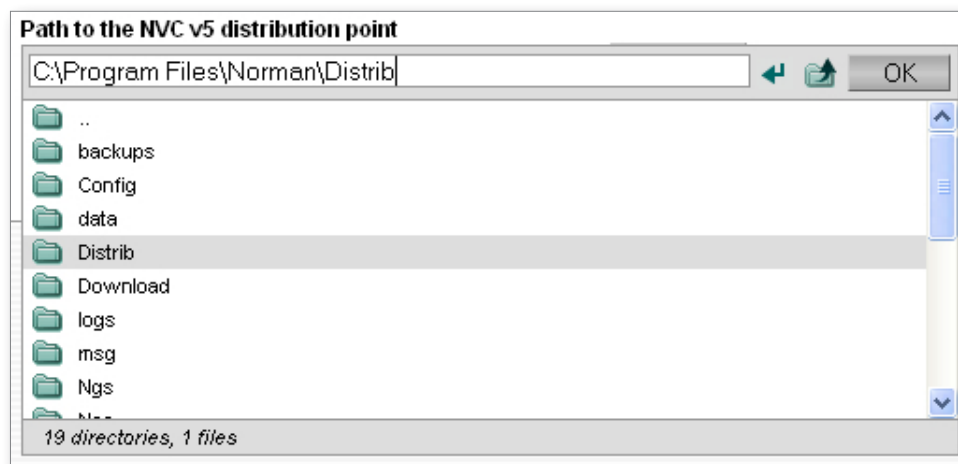 Path to the NVC v5 distribution point
C:\Program Files\Norman\Distrib
OK
..
backups
Config
data
Distrib
Download
logs
msg
Ngs
19 directories, 1 files